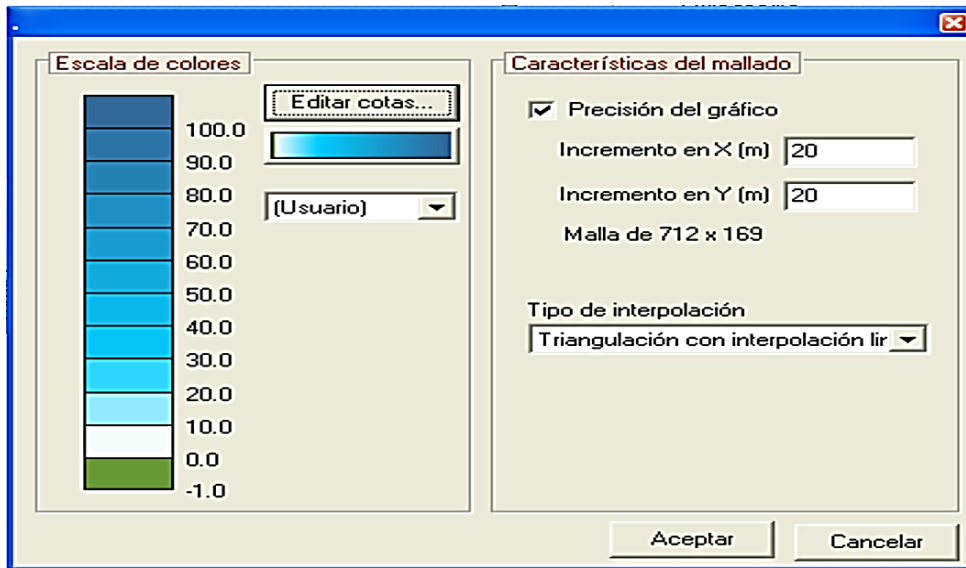 Escala de colores
Editar cotas...
(Usuario)
100.0
90.0
80.0
70.0
60.0
50.0
40.0
30.0
20.0
10.0
0.0
-1.0
Características del mallado
Precisión del gráfico
Incremento en X (m) 20
Incremento en Y (m) 20
Malla de 712 x 169
Tipo de interpolación
Triangulación con interpolación lir
Aceptar
Cancelar